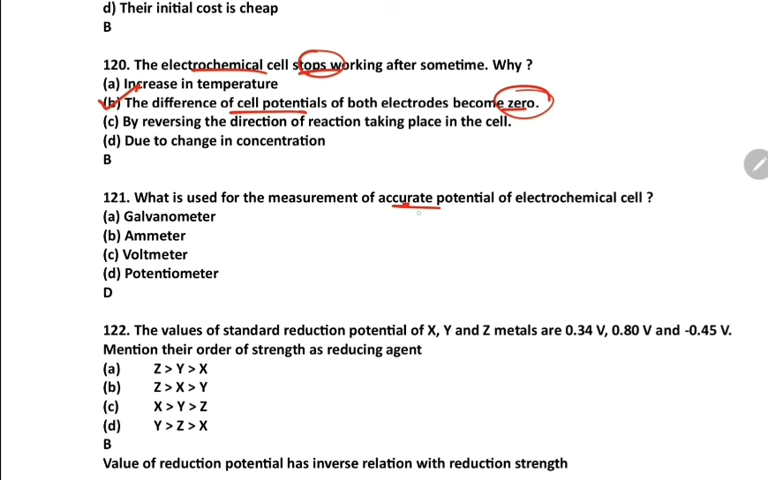 d) Their initial cost is cheap
B
120. The electrochemical cell stops working after sometime. Why ?
(a) Increase in temperature
(b) The difference of cell potentials of both electrodes become zero.
(c) By reversing the direction of reaction taking place in the cell.
(d) Due to change in concentration
B
121. What is used for the measurement of accurate potential of electrochemical cell ?
(a) Galvanometer
(b) Ammeter
(c) Voltmeter
(d) Potentiometer
D
122. The values of standard reduction potential of X, Y and Z metals are 0.34 V, 0.80 V and -0.45 V.
Mention their order of strength as reducing agent
(a) Z > Y > X
(b) Z > X > Y
(c) X > Y > Z
(d) Y > Z > X
B
Value of reduction potential has inverse relation with reduction strength